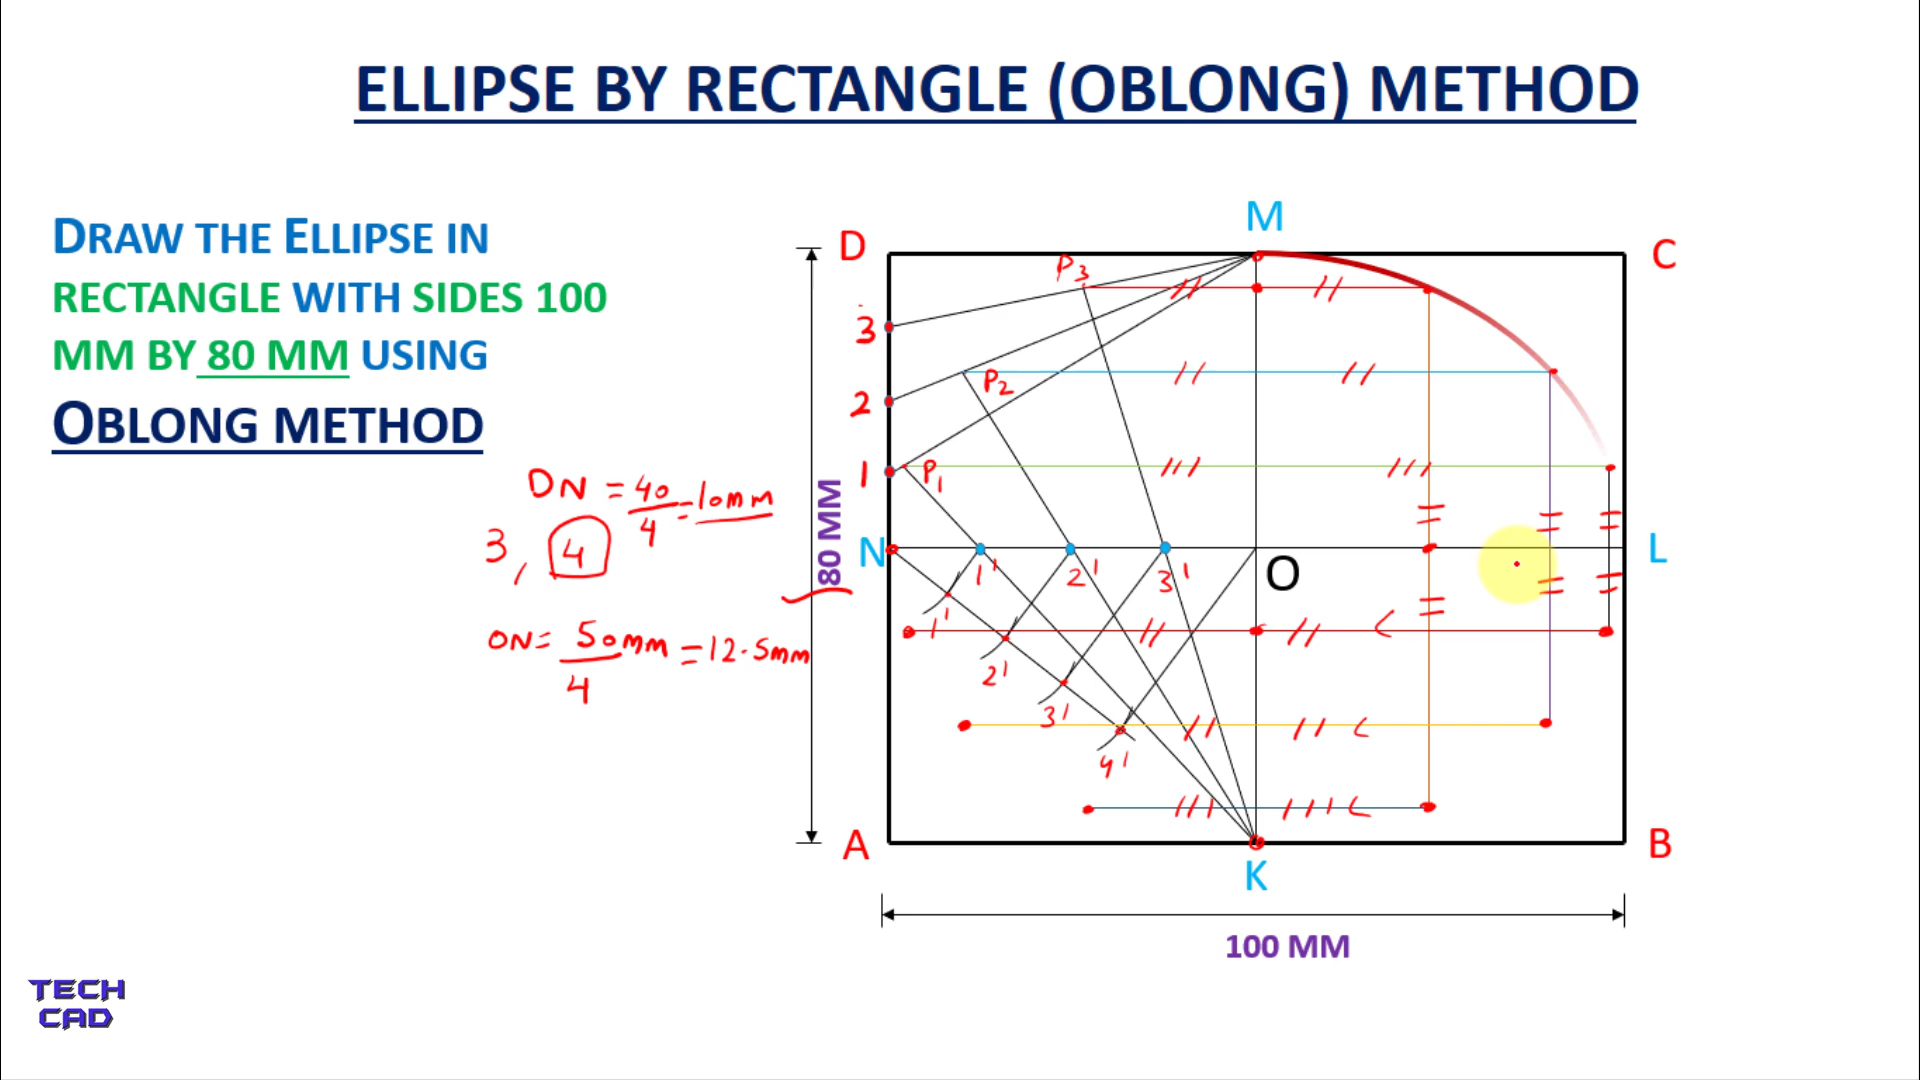 ELLIPSE BY RECTANGLE (OBLONG) METHOD
DRAW THE ELLIPSE IN
RECTANGLE WITH SIDES 100
MM BY 80 MM USING
OBLONG METHOD
DN = 40/4 = 10mm
3, 4
ON = 50mm/4 = 12.5mm
M
D
C
P3
3
P2
2
1
P1
80 MM
N
1'
2'
3'
O
L
1'
2'
3'
4'
A
B
K
100 MM
TECH
CAD